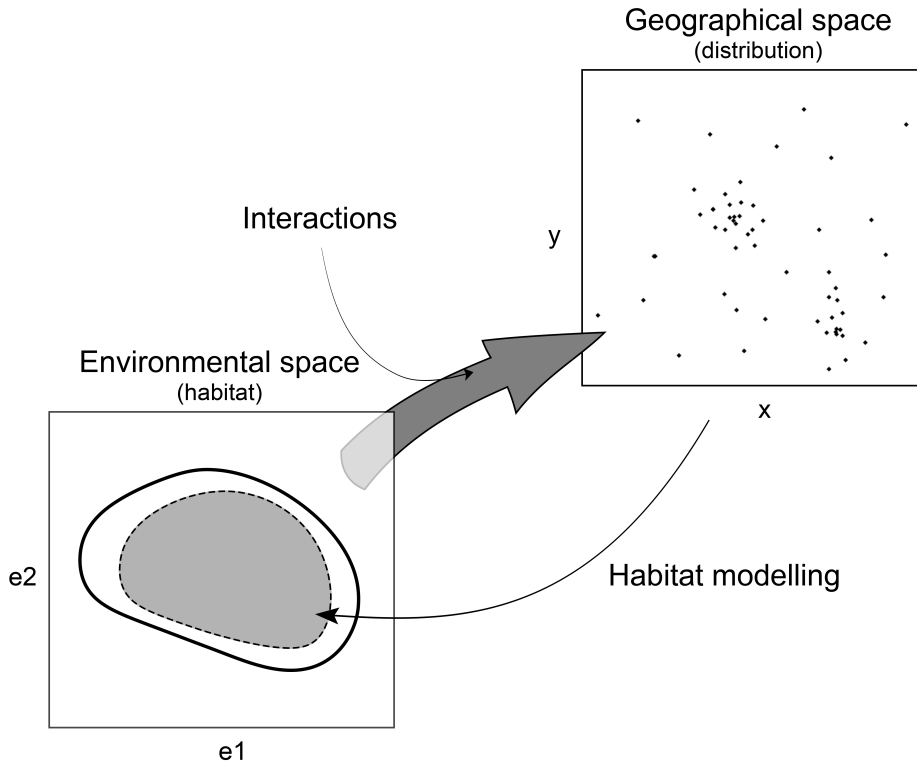 Geographical space
(distribution)
Interactions
y
Environmental space
(habitat)
x
e2
Habitat modelling
e1